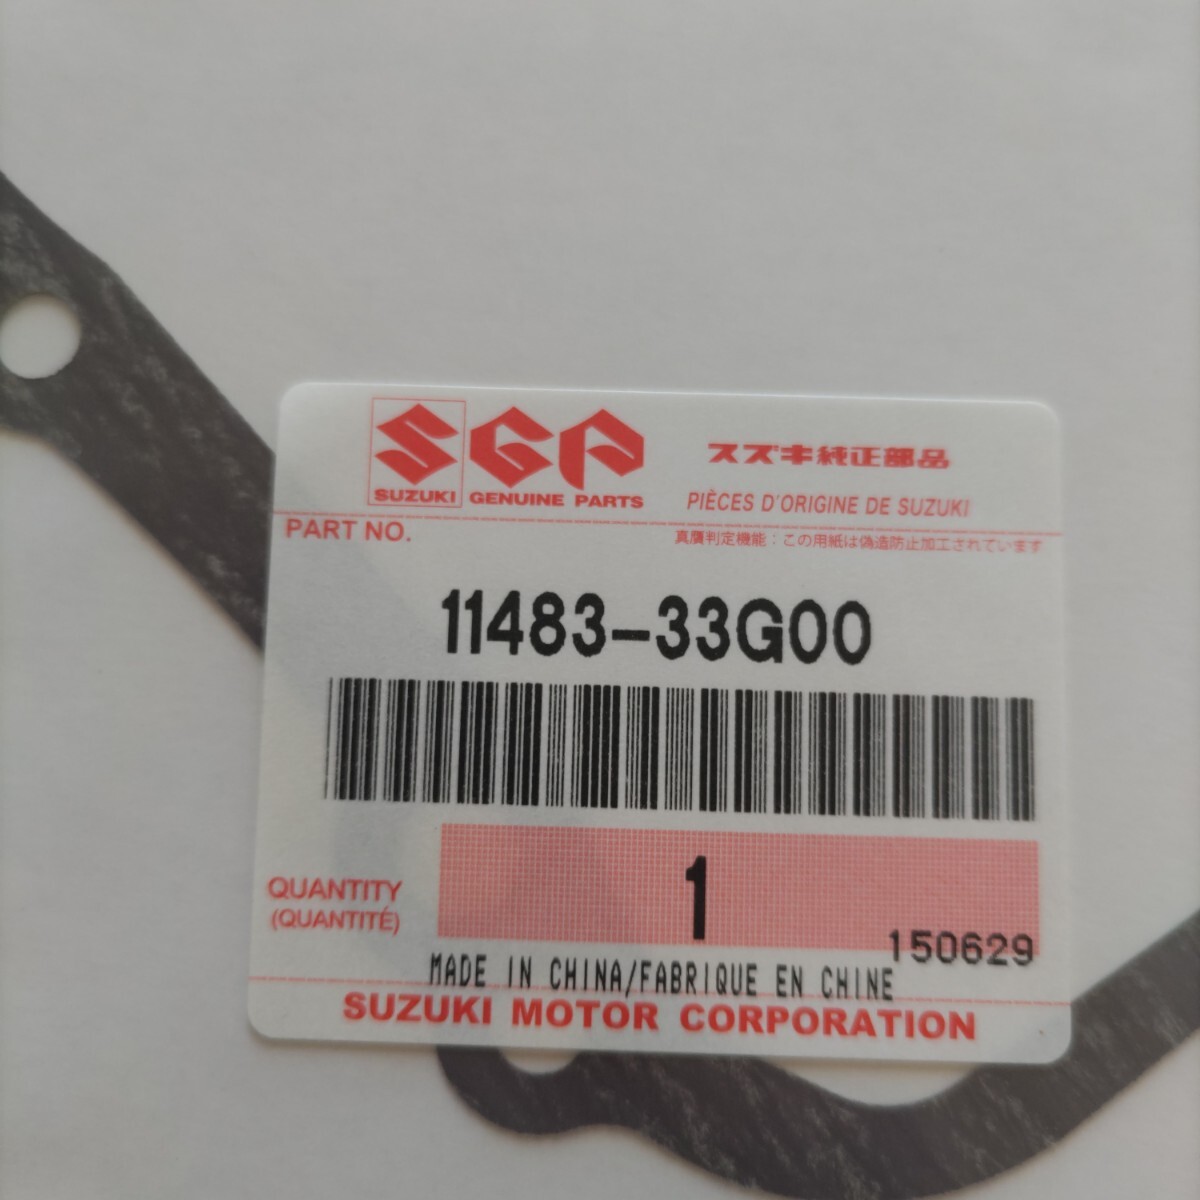 SGP
SUZUKI GENUINE PARTS
スズキ純正部品
PIÈCES D'ORIGINE DE SUZUKI
PART NO.
真贋判定機能：この用紙は偽造防止加工されています
11483-33G00
QUANTITY
(QUANTITÉ)
1
150629
MADE IN CHINA/FABRIQUE EN CHINE
SUZUKI MOTOR CORPORATION